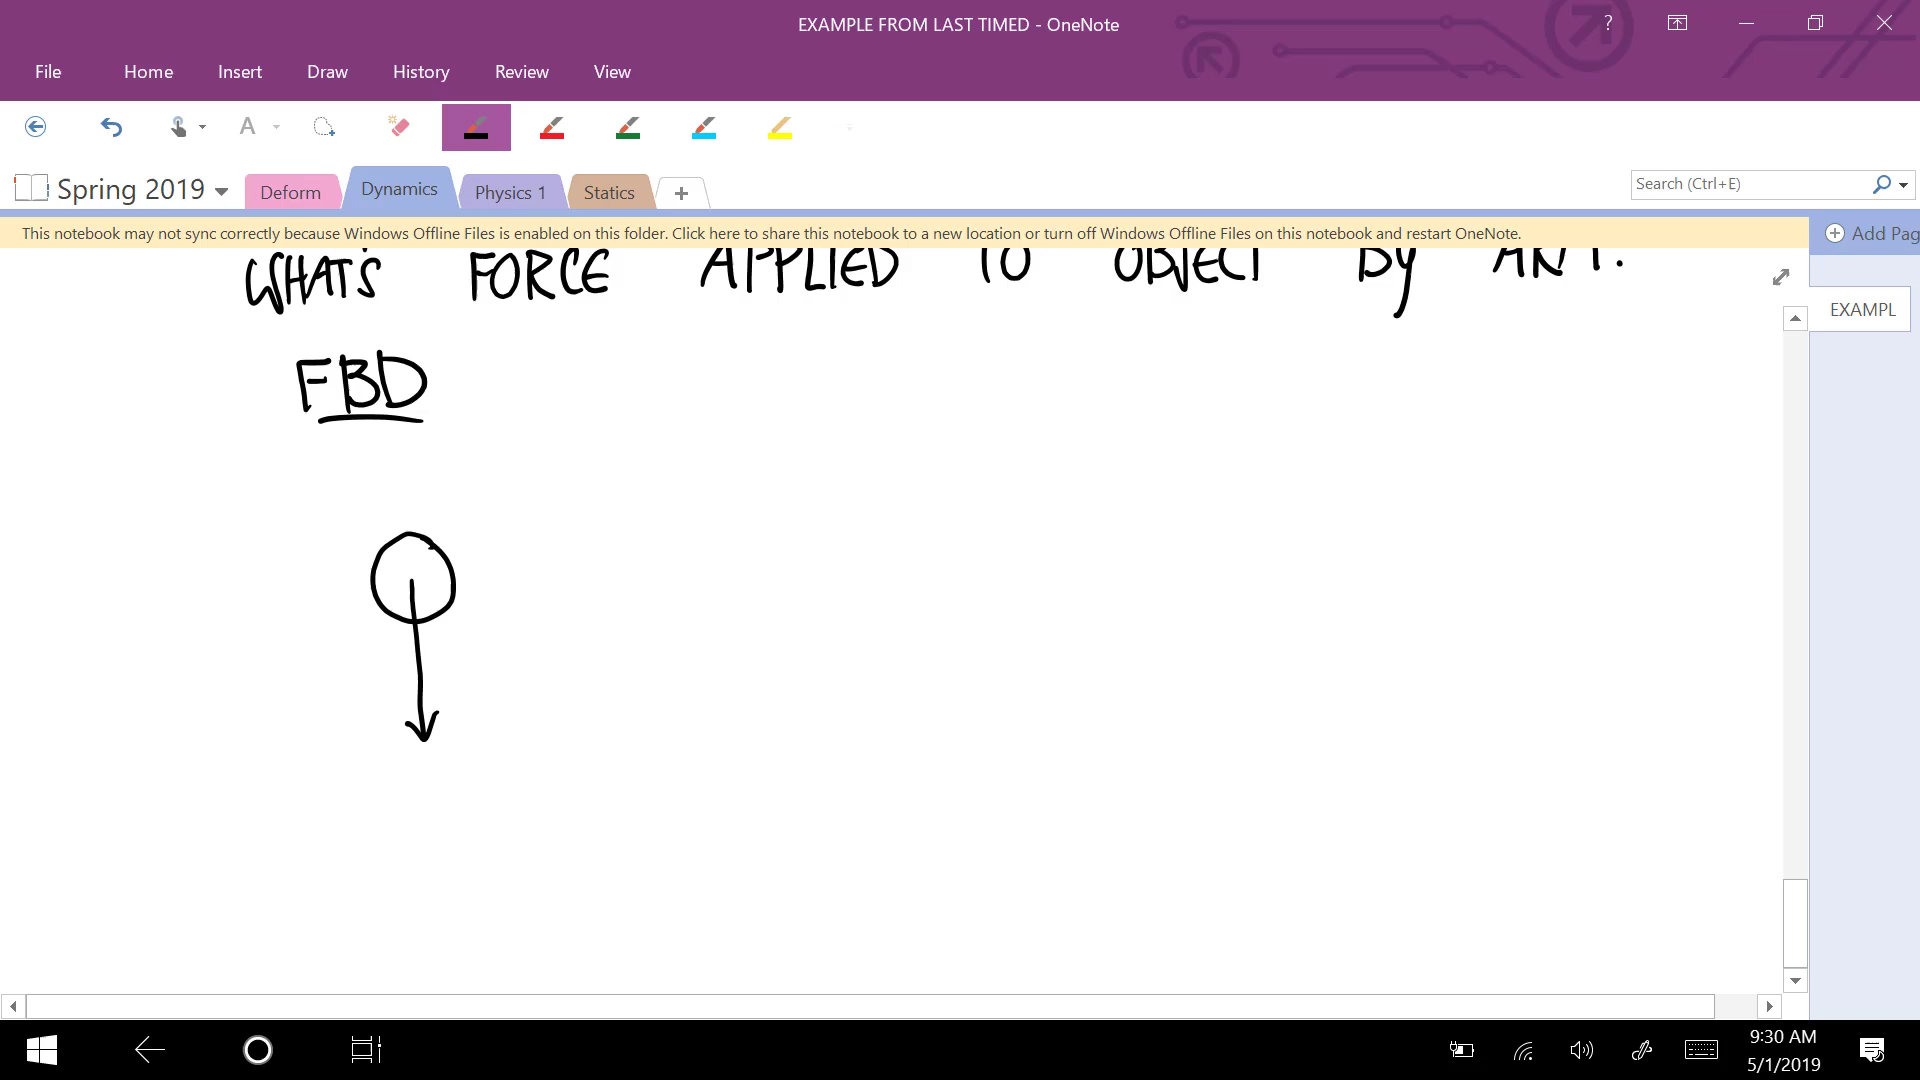 EXAMPLE FROM LAST TIMED - OneNote
?
File Home Insert Draw History Review View
A
Spring 2019 Deform Dynamics Physics 1 Statics +
Search (Ctrl+E)
This notebook may not sync correctly because Windows Offline Files is enabled on this folder. Click here to share this notebook to a new location or turn off Windows Offline Files on this notebook and restart OneNote.
Add Pag
WHATS FORCE APPLIED TO OBJECT BY
EXAMPL
FBD
9:30 AM
5/1/2019